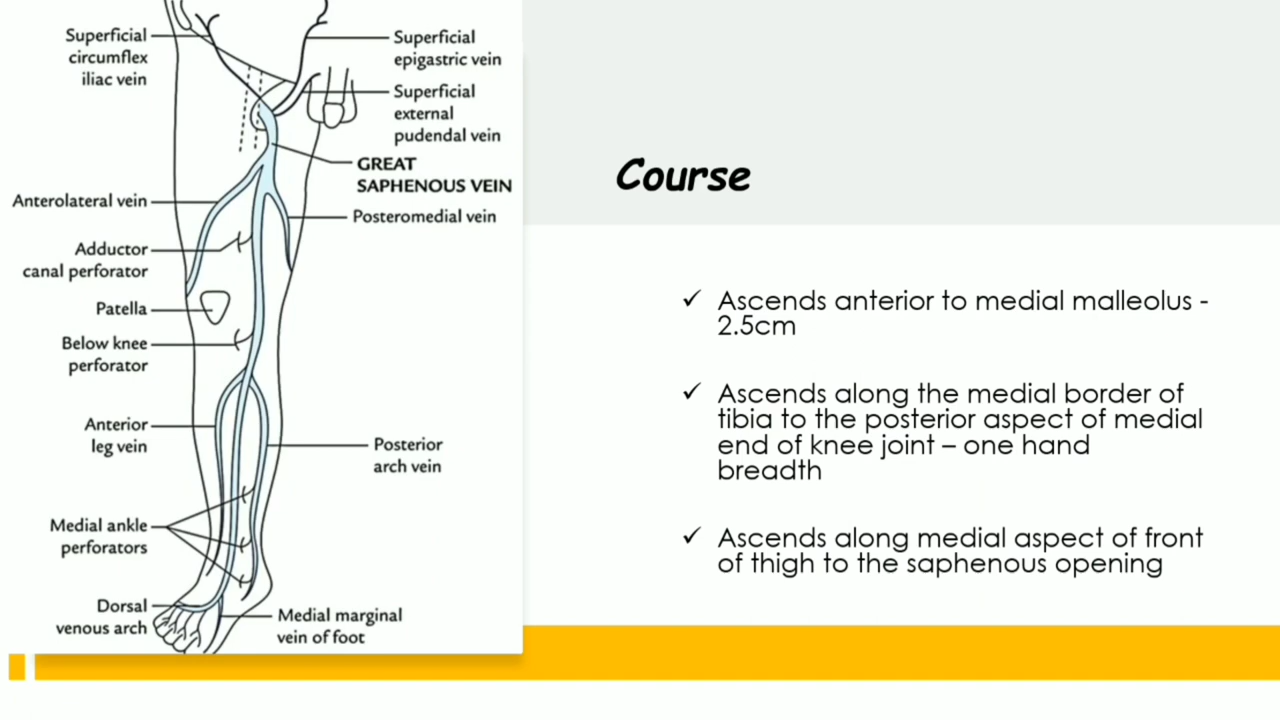 Superficial
circumflex
iliac vein
Superficial
epigastric vein
Superficial
external
pudendal vein
GREAT
SAPHENOUS VEIN
Anterolateral vein
Posteromedial vein
Adductor
canal perforator
Patella
Below knee
perforator
Anterior
leg vein
Posterior
arch vein
Medial ankle
perforators
Dorsal
venous arch
Medial marginal
vein of foot
Course
✓ Ascends anterior to medial malleolus -
2.5cm
✓ Ascends along the medial border of
tibia to the posterior aspect of medial
end of knee joint – one hand
breadth
✓ Ascends along medial aspect of front
of thigh to the saphenous opening